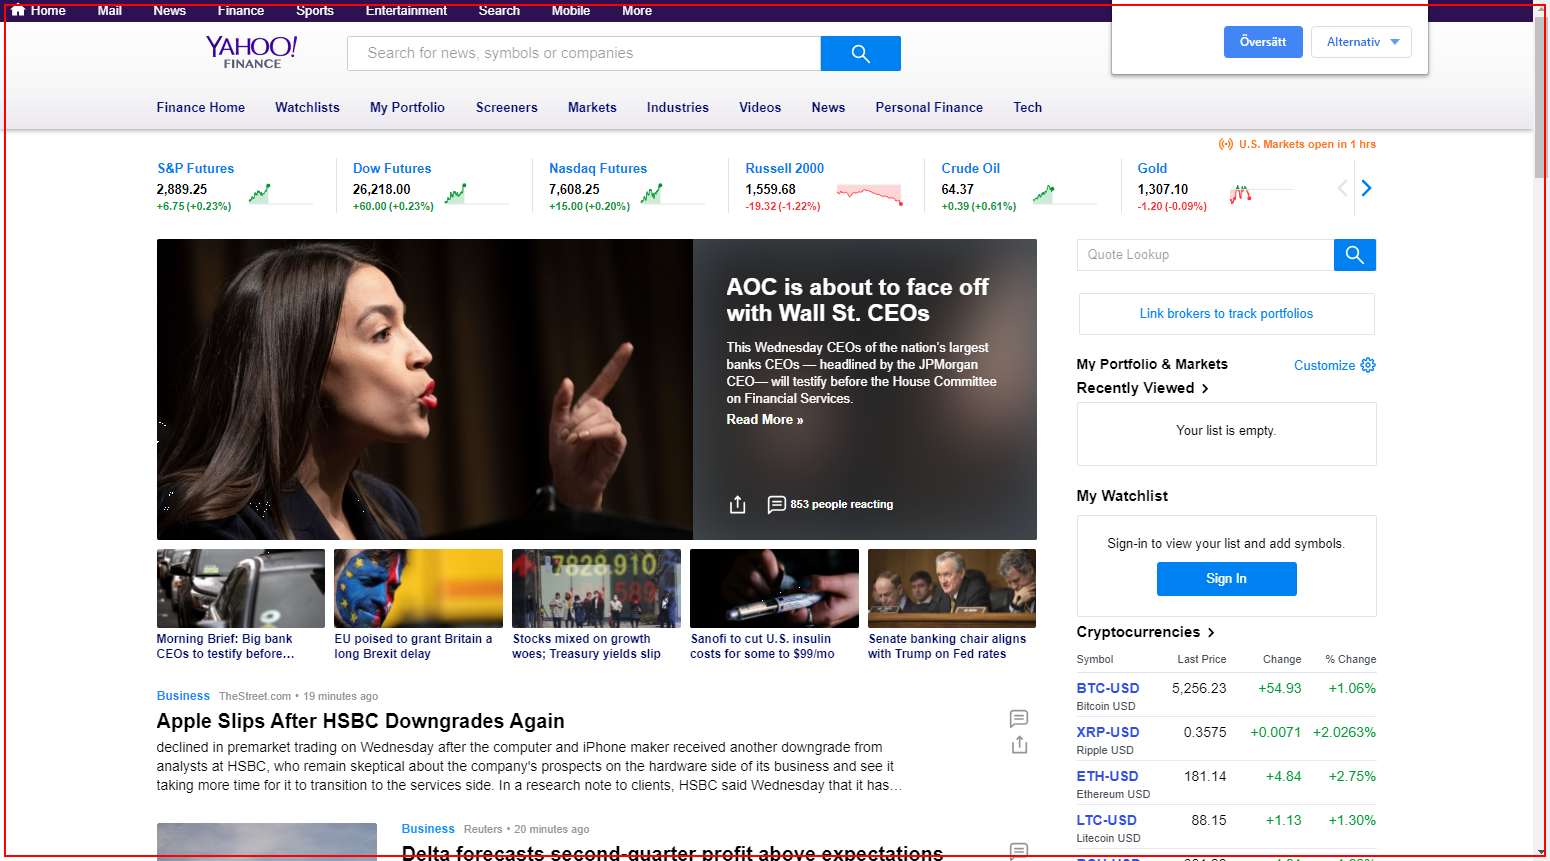 Home Mail News Finance Sports Entertainment Search Mobile More
Översätt Alternativ
YAHOO!
FINANCE
Search for news, symbols or companies
Finance Home Watchlists My Portfolio Screeners Markets Industries Videos News Personal Finance Tech
U.S. Markets open in 1 hrs
S&P Futures
2,889.25
+6.75 (+0.23%)
Dow Futures
26,218.00
+60.00 (+0.23%)
Nasdaq Futures
7,608.25
+15.00 (+0.20%)
Russell 2000
1,559.68
-19.32 (-1.22%)
Crude Oil
64.37
+0.39 (+0.61%)
Gold
1,307.10
-1.20 (-0.09%)
AOC is about to face off
with Wall St. CEOs
This Wednesday CEOs of the nation's largest
banks CEOs — headlined by the JPMorgan
CEO— will testify before the House Committee
on Financial Services.
Read More »
853 people reacting
7828.910
589
Morning Brief: Big bank
CEOs to testify before…
EU poised to grant Britain a
long Brexit delay
Stocks mixed on growth
woes; Treasury yields slip
Sanofi to cut U.S. insulin
costs for some to $99/mo
Senate banking chair aligns
with Trump on Fed rates
Business TheStreet.com • 19 minutes ago
Apple Slips After HSBC Downgrades Again
declined in premarket trading on Wednesday after the computer and iPhone maker received another downgrade from
analysts at HSBC, who remain skeptical about the company's prospects on the hardware side of its business and see it
taking more time for it to transition to the services side. In a research note to clients, HSBC said Wednesday that it has…
Business Reuters • 20 minutes ago
Delta forecasts second-quarter profit above expectations
Quote Lookup
Link brokers to track portfolios
My Portfolio & Markets Customize
Recently Viewed
Your list is empty.
My Watchlist
Sign-in to view your list and add symbols.
Sign In
Cryptocurrencies
Symbol Last Price Change % Change
BTC-USD 5,256.23 +54.93 +1.06%
Bitcoin USD
XRP-USD 0.3575 +0.0071 +2.0263%
Ripple USD
ETH-USD 181.14 +4.84 +2.75%
Ethereum USD
LTC-USD 88.15 +1.13 +1.30%
Litecoin USD